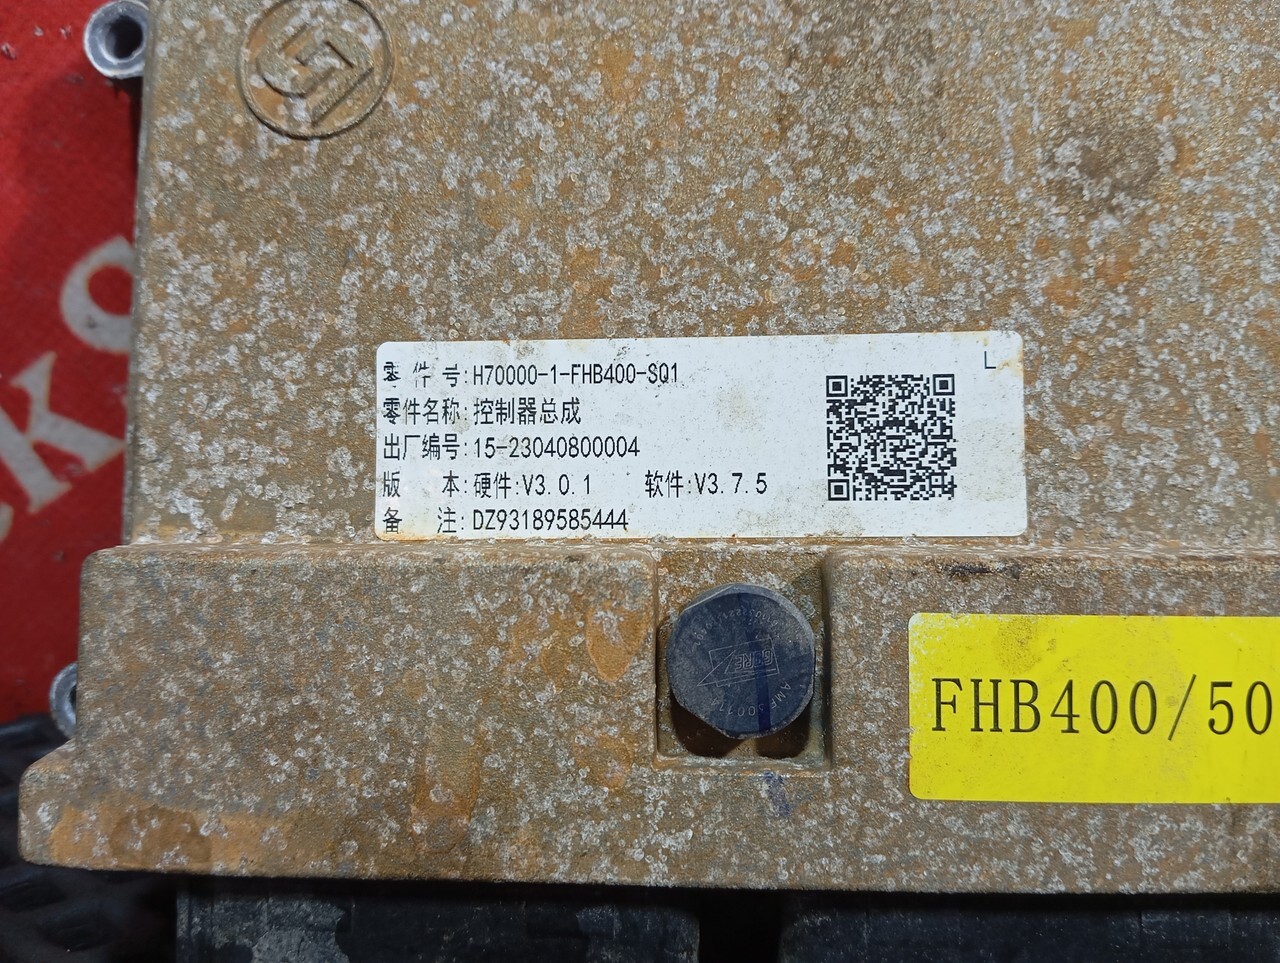 L
零 件 号:H70000-1-FHB400-SQ1
零件名称:控制器总成
出厂编号:15-23040800004
版 本:硬件:V3.0.1 软件:V3.7.5
备 注:DZ93189585444
FHB400/50